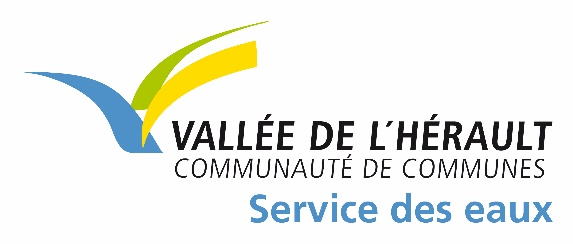 VALLÉE DE L'HÉRAULT
COMMUNAUTÉ DE COMMUNES
Service des eaux